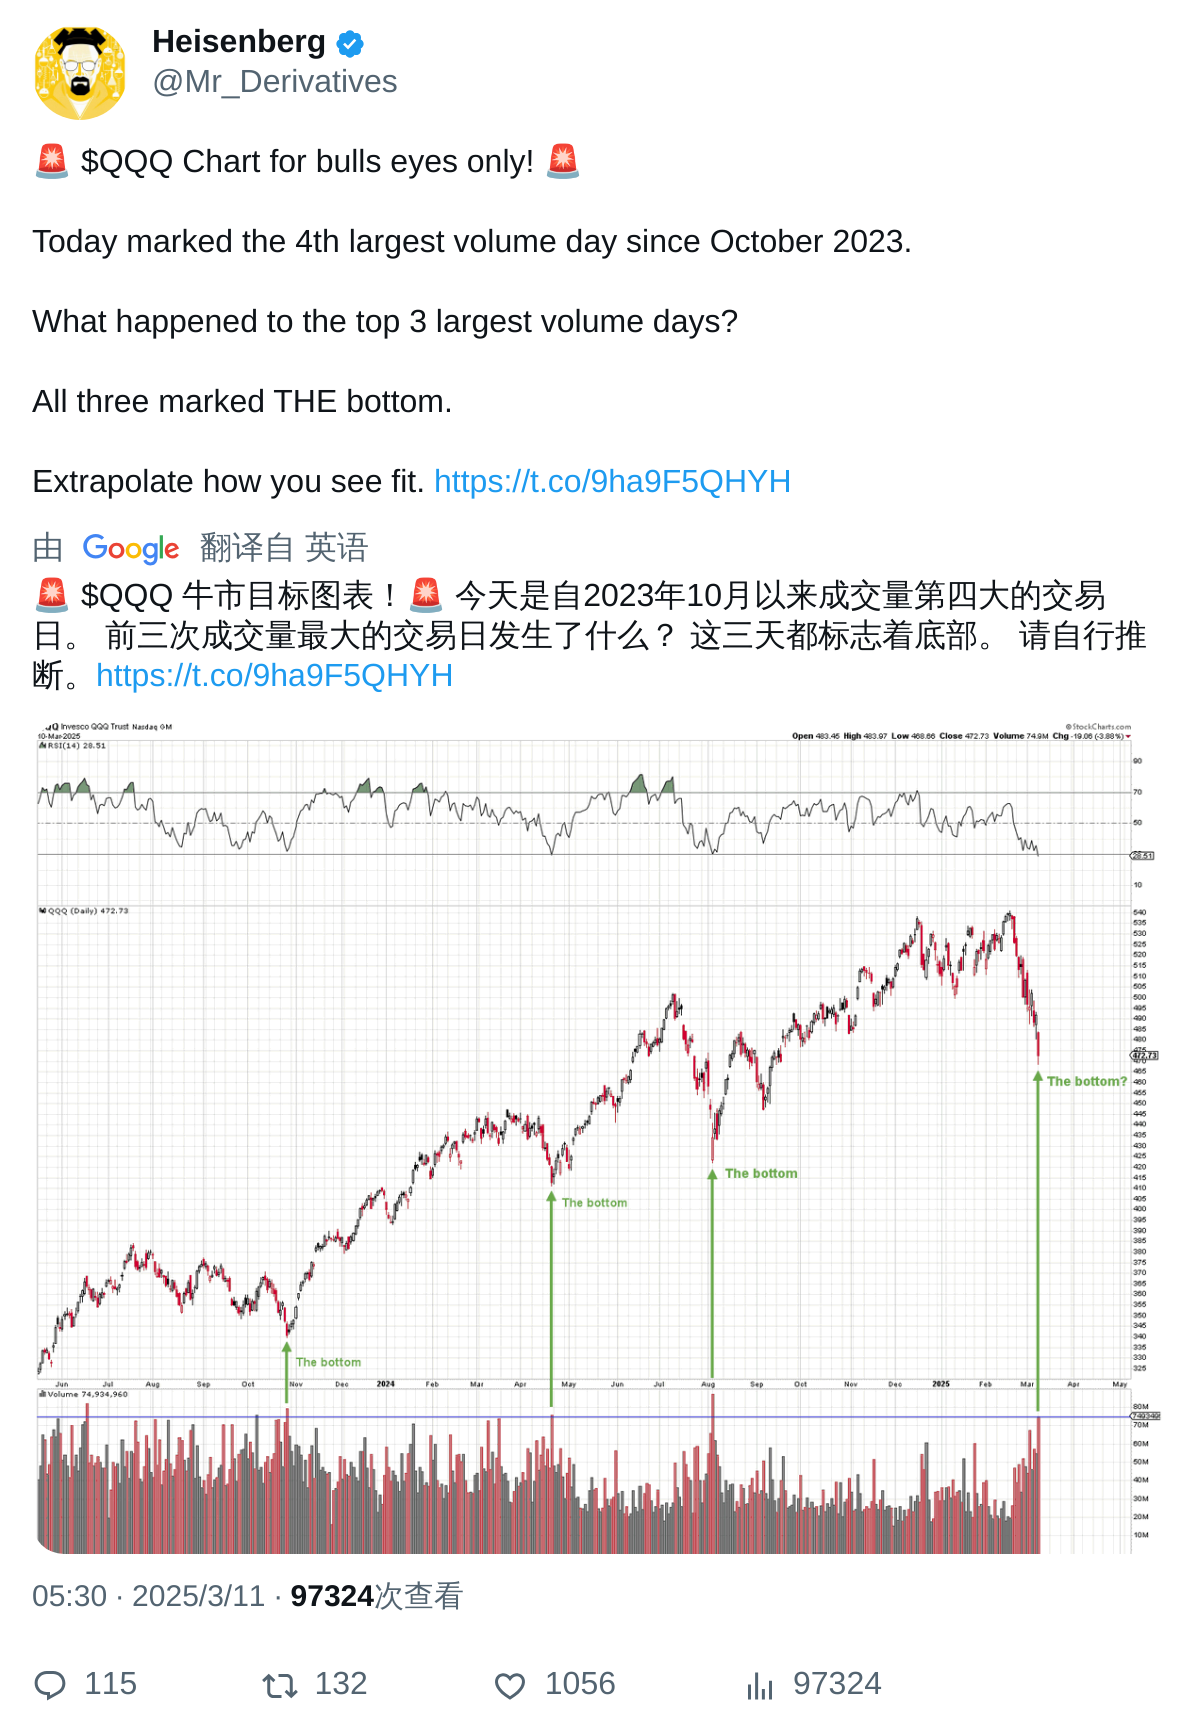 Heisenberg
@Mr_Derivatives
🚨 $QQQ Chart for bulls eyes only! 🚨
Today marked the 4th largest volume day since October 2023.
What happened to the top 3 largest volume days?
All three marked THE bottom.
Extrapolate how you see fit. https://t.co/9ha9F5QHYH
由 Google 翻译自 英语
🚨 $QQQ 牛市目标图表！🚨 今天是自2023年10月以来成交量第四大的交易
日。 前三次成交量最大的交易日发生了什么？ 这三天都标志着底部。 请自行推
断。https://t.co/9ha9F5QHYH
Invesco QQQ Trust Nasdaq GM
© StockCharts.com
10-Mar-2025
Open 483.45 High 483.97 Low 468.66 Close 472.73 Volume 74.9M Chg -19.06 (-3.88%)
RSI(14) 28.51
90
70
50
28.51
10
QQQ (Daily) 472.73
540
535
530
525
520
515
510
505
500
495
490
485
480
475
472.73
465
460
455
450
445
440
435
430
425
420
415
410
405
400
395
390
385
380
375
370
365
360
355
350
345
340
335
330
325
The bottom?
The bottom
The bottom
The bottom
Jun Jul Aug Sep Oct Nov Dec 2024 Feb Mar Apr May Jun Jul Aug Sep Oct Nov Dec 2025 Feb Mar Apr May
Volume 74,934,960
80M
70M
60M
50M
40M
30M
20M
10M
05:30 · 2025/3/11 · 97324次查看
115 132 1056 97324